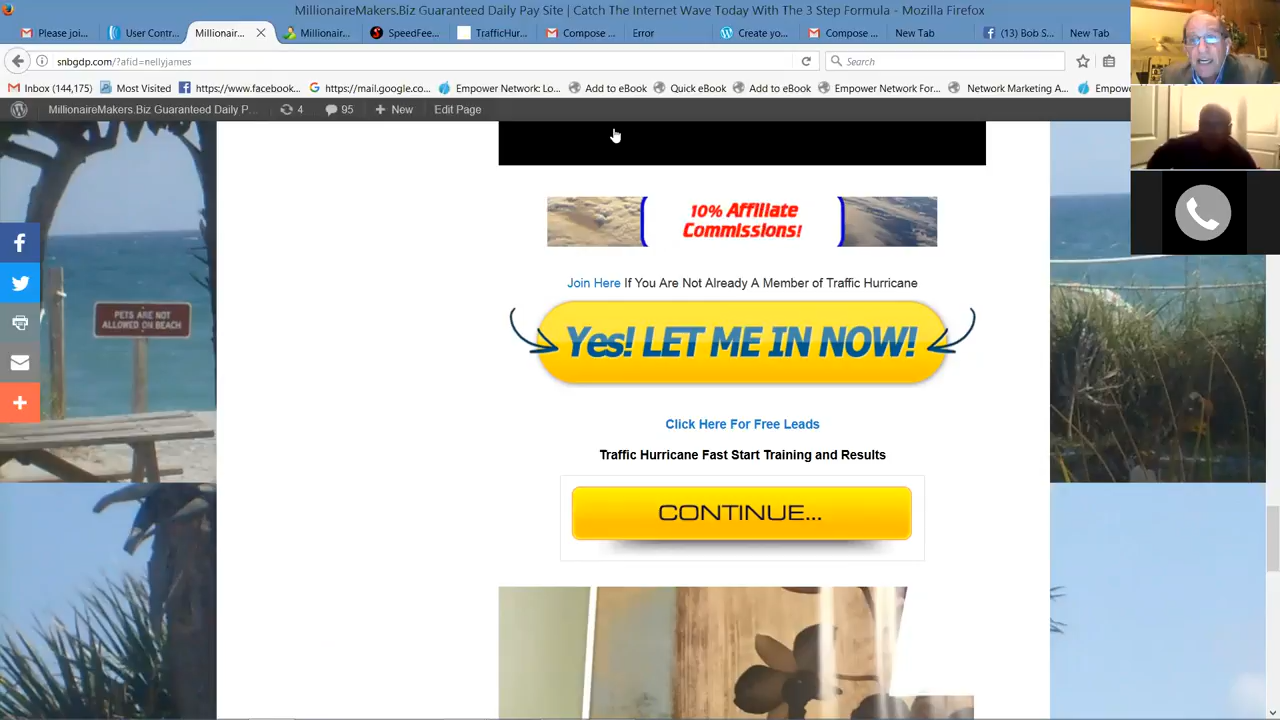 MillionaireMakers.Biz Guaranteed Daily Pay Site | Catch The Internet Wave Today With The 3 Step Formula - Mozilla Firefox
Please joi...
User Contr...
Millionair...
Millionair...
SpeedFee...
TrafficHur...
Compose ...
Error
Create yo...
Compose ...
New Tab
(13) Bob S...
New Tab
snbgdp.com/?afid=nellyjames
Search
Inbox (144,175)
Most Visited
https://www.facebook...
https://mail.google.co...
Empower Network Lo...
Add to eBook
Quick eBook
Add to eBook
Empower Network For...
Network Marketing A...
Empowe
MillionaireMakers.Biz Guaranteed Daily P...
4
95
New
Edit Page
10% Affiliate
Commissions!
Join Here If You Are Not Already A Member of Traffic Hurricane
Yes! LET ME IN NOW!
PETS ARE NOT
ALLOWED ON BEACH
Click Here For Free Leads
Traffic Hurricane Fast Start Training and Results
CONTINUE...